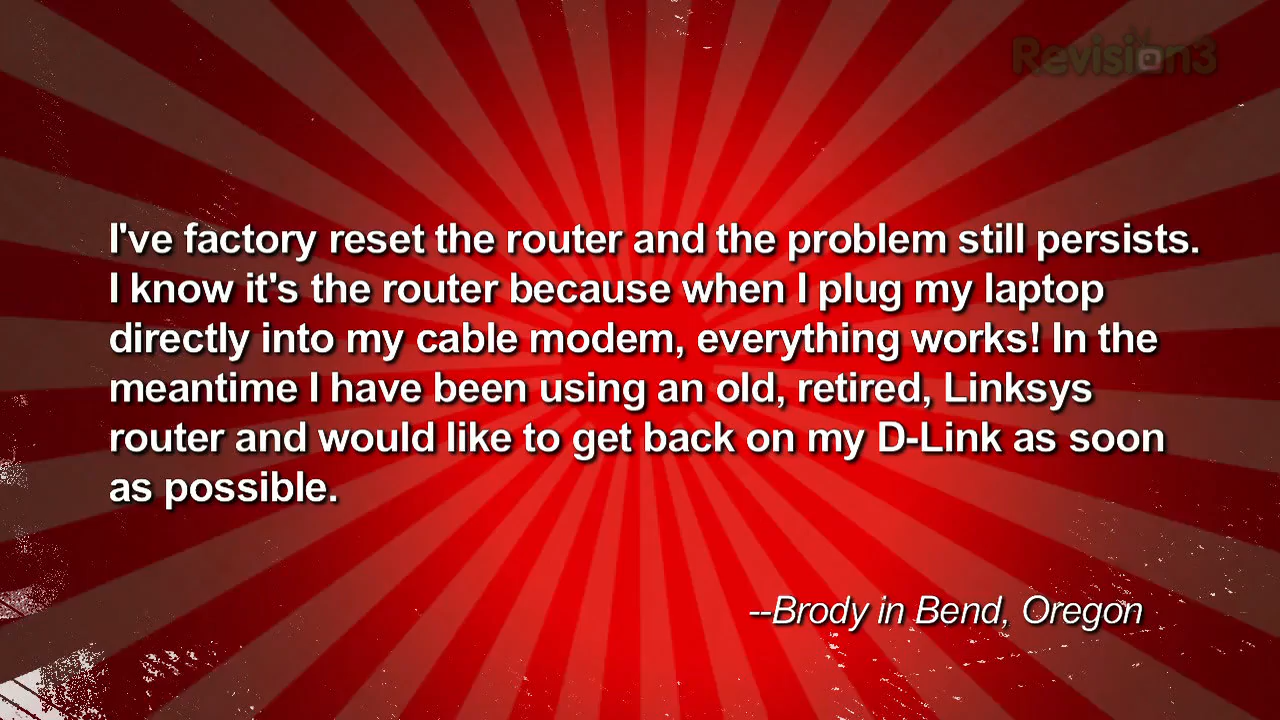 Revision3
I've factory reset the router and the problem still persists.
I know it's the router because when I plug my laptop
directly into my cable modem, everything works! In the
meantime I have been using an old, retired, Linksys
router and would like to get back on my D-Link as soon
as possible.
--Brody in Bend, Oregon